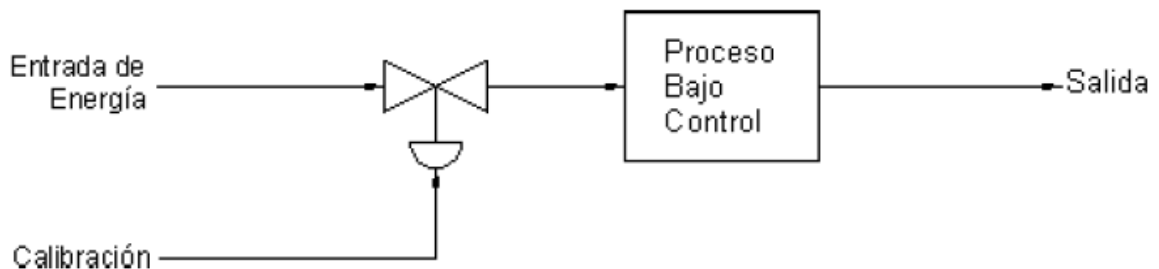 Entrada de
Energía
Proceso
Bajo
Control
Salida
Calibración